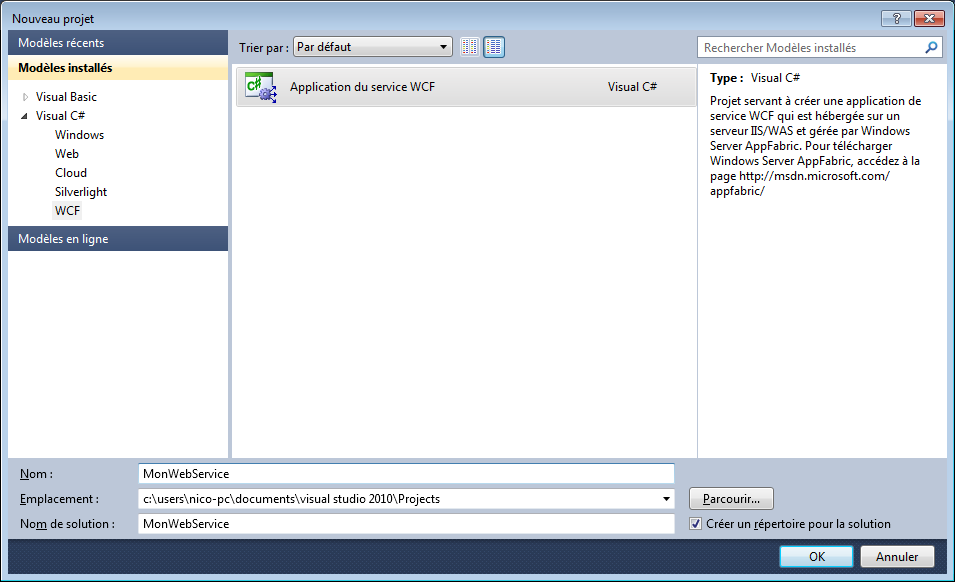 Nouveau projet
Modèles récents
Modèles installés
Visual Basic
Visual C#
Windows
Web
Cloud
Silverlight
WCF
Modèles en ligne
Trier par : Par défaut
Application du service WCF Visual C#
Rechercher Modèles installés
Type : Visual C#
Projet servant à créer une application de
service WCF qui est hébergée sur un
serveur IIS/WAS et gérée par Windows
Server AppFabric. Pour télécharger
Windows Server AppFabric, accédez à la
page http://msdn.microsoft.com/
appfabric/
Nom : MonWebService
Emplacement : c:\users\nico-pc\documents\visual studio 2010\Projects Parcourir...
Nom de solution : MonWebService Créer un répertoire pour la solution
OK Annuler